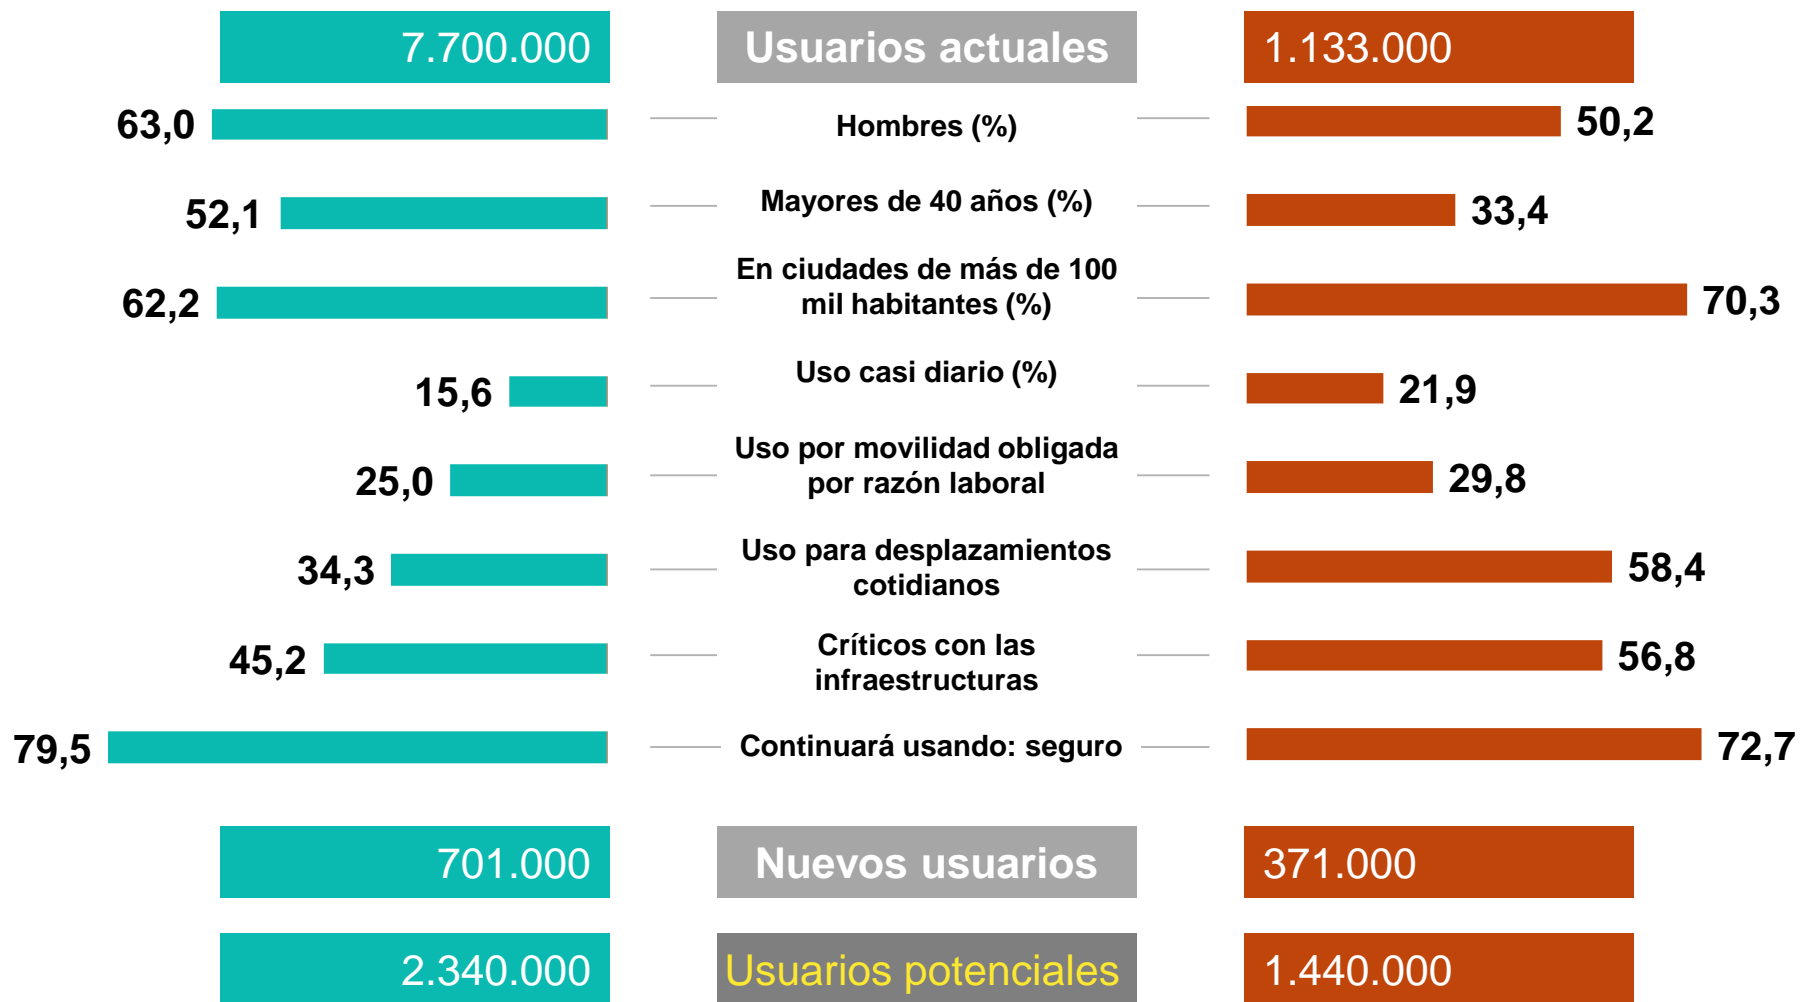 7.700.000 Usuarios actuales 1.133.000
63,0 Hombres (%) 50,2
52,1 Mayores de 40 años (%) 33,4
En ciudades de más de 100
mil habitantes (%)
62,2 70,3
Uso casi diario (%)
15,6 21,9
Uso por movilidad obligada
por razón laboral
25,0 29,8
Uso para desplazamientos
cotidianos
34,3 58,4
Críticos con las
infraestructuras
45,2 56,8
79,5 Continuará usando: seguro 72,7
701.000 Nuevos usuarios 371.000
2.340.000 Usuarios potenciales 1.440.000